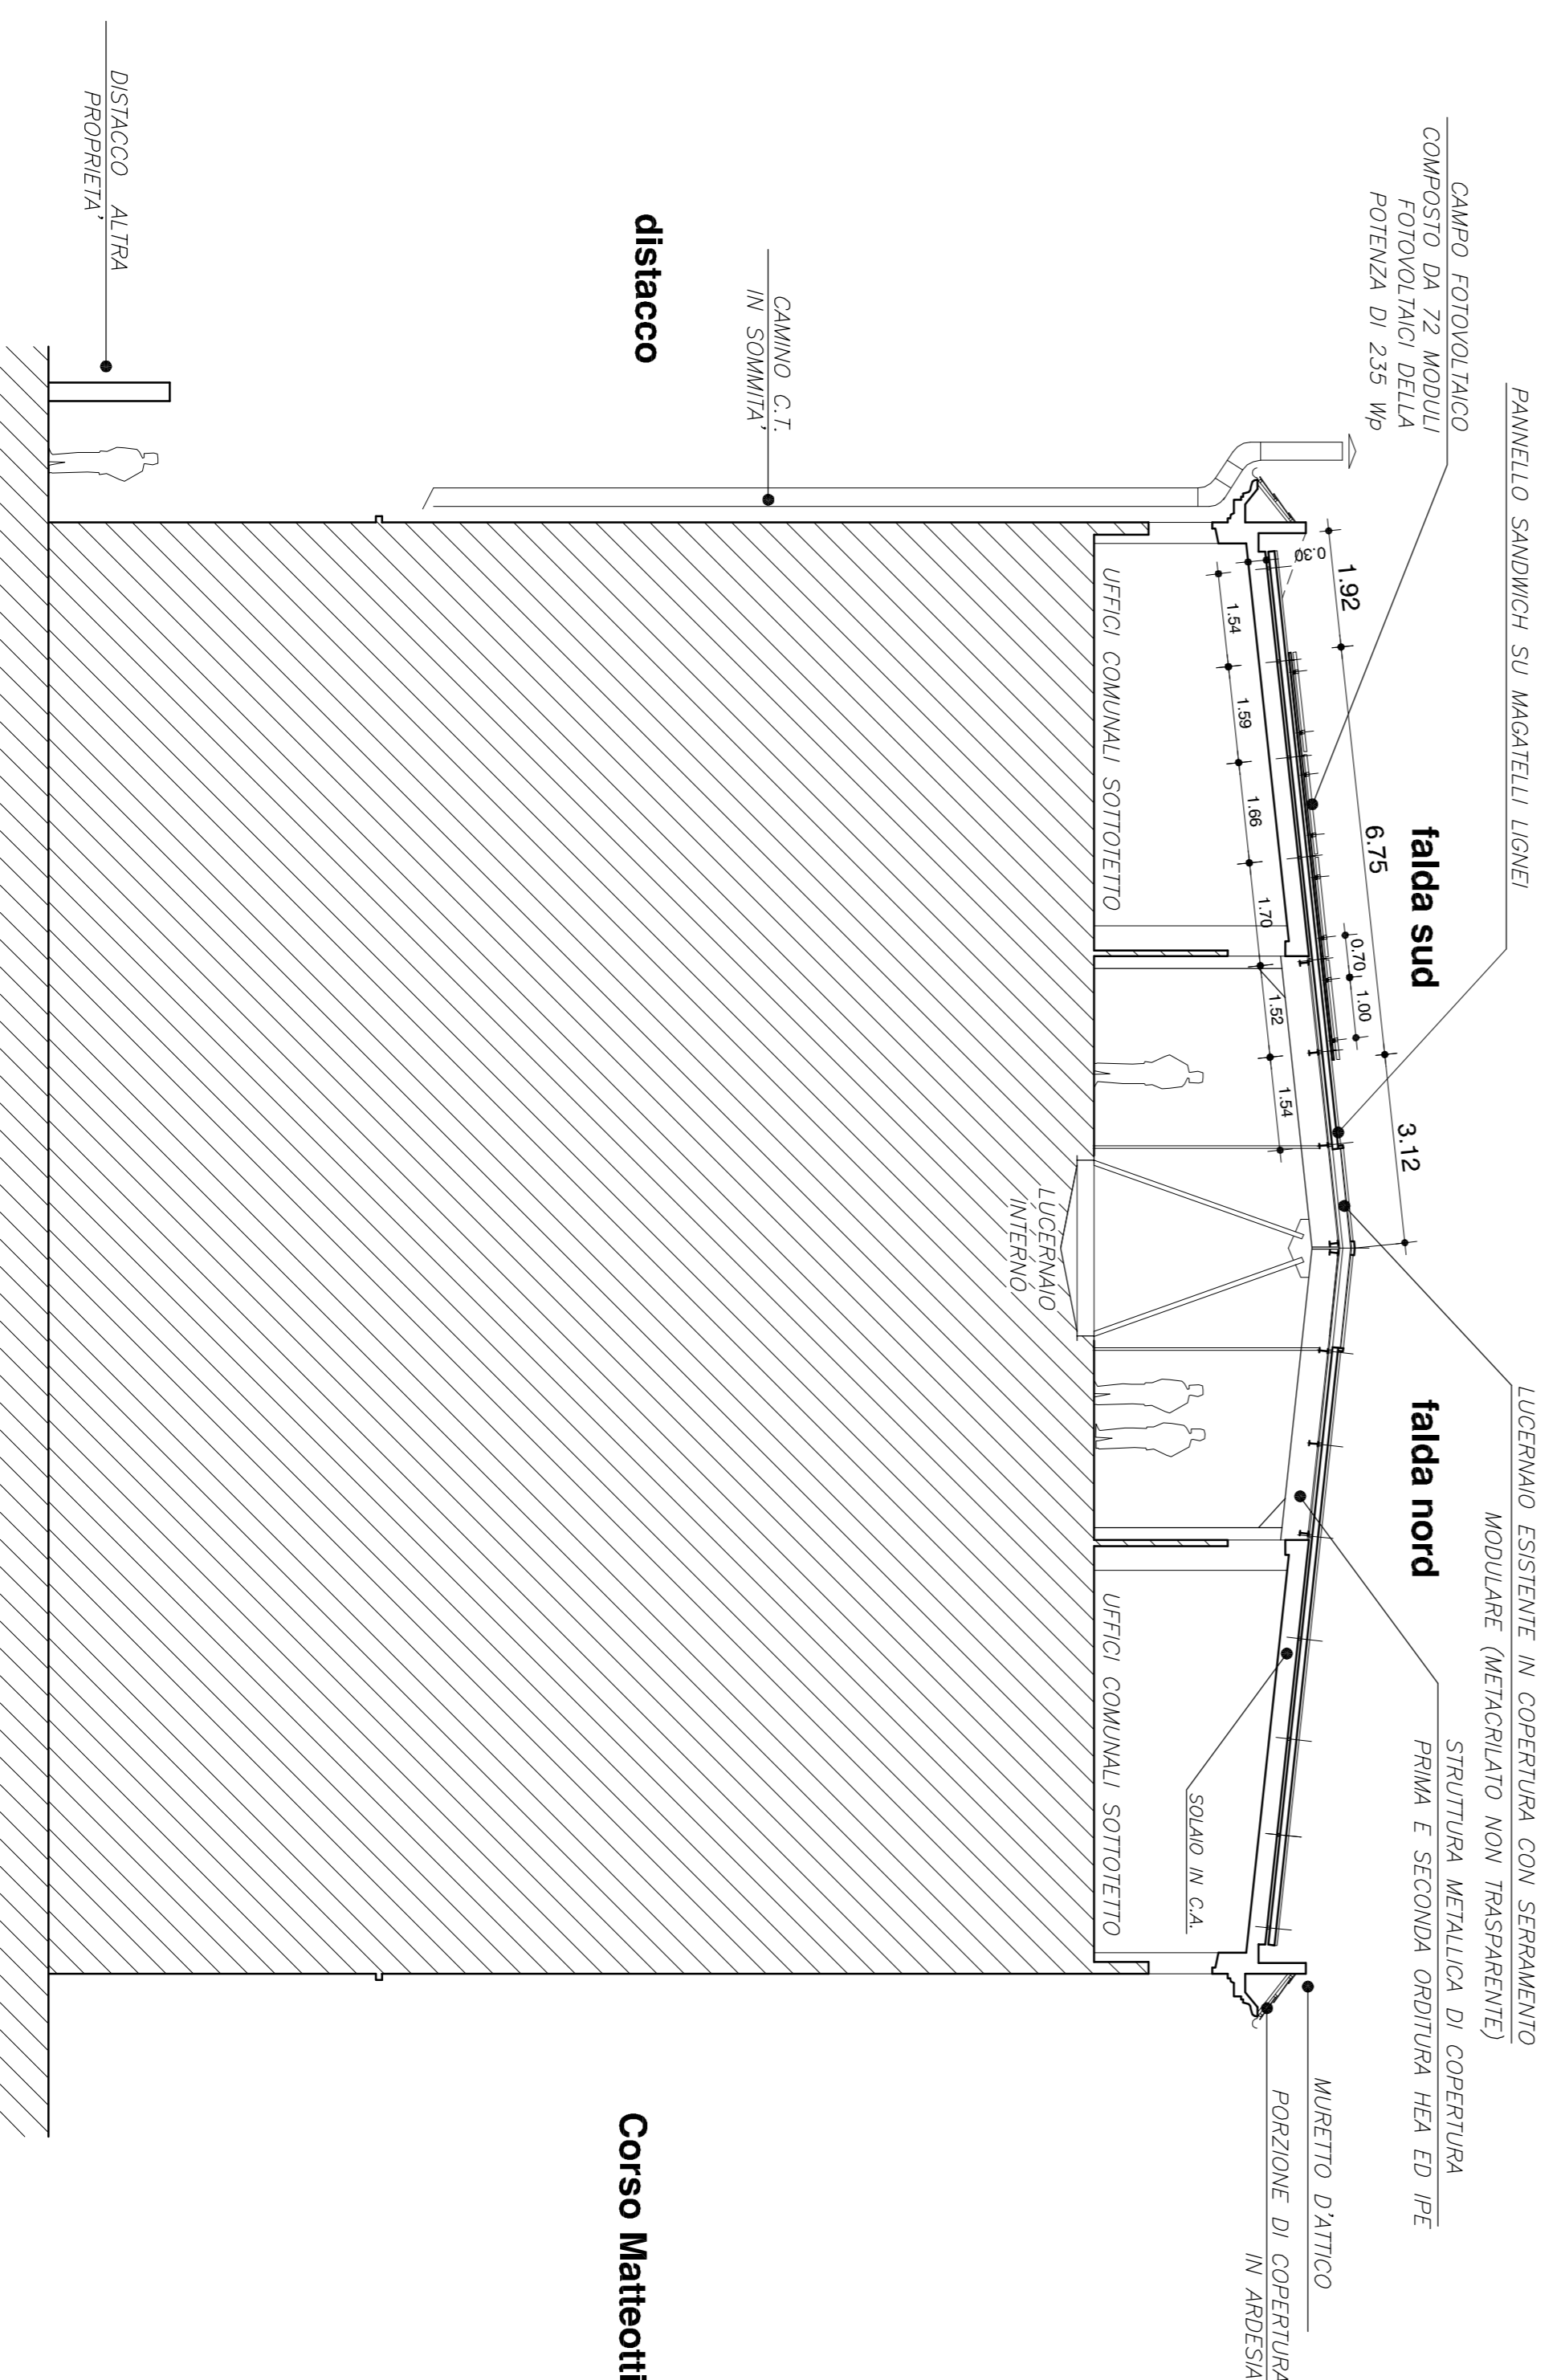 PANNELLO SANDWICH SU MAGATELLI LIGNEI
LUCERNAIO ESISTENTE IN COPERTURA CON SERRAMENTO
MODULARE (METACRILATO NON TRASPARENTE)
CAMPO FOTOVOLTAICO
COMPOSTO DA 72 MODULI
FOTOVOLTAICI DELLA
POTENZA DI 235 Wp
falda sud
falda nord
STRUTTURA METALLICA DI COPERTURA
PRIMA E SECONDA ORDITURA HEA ED IPE
1.92
6.75
3.12
0.70
1.00
0.30
1.54
1.59
1.66
1.70
1.52
1.54
MURETTO D'ATTICO
PORZIONE DI COPERTURA
IN ARDESIA
SOLAIO IN C.A.
UFFICI COMUNALI SOTTOTETTO
UFFICI COMUNALI SOTTOTETTO
LUCERNAIO
INTERNO
CAMINO C.T.
IN SOMMITA'
distacco
Corso Matteotti
DISTACCO ALTRA
PROPRIETA'